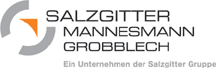 SALZGITTER
MANNESMANN
GROBBLECH
Ein Unternehmen der Salzgitter Gruppe